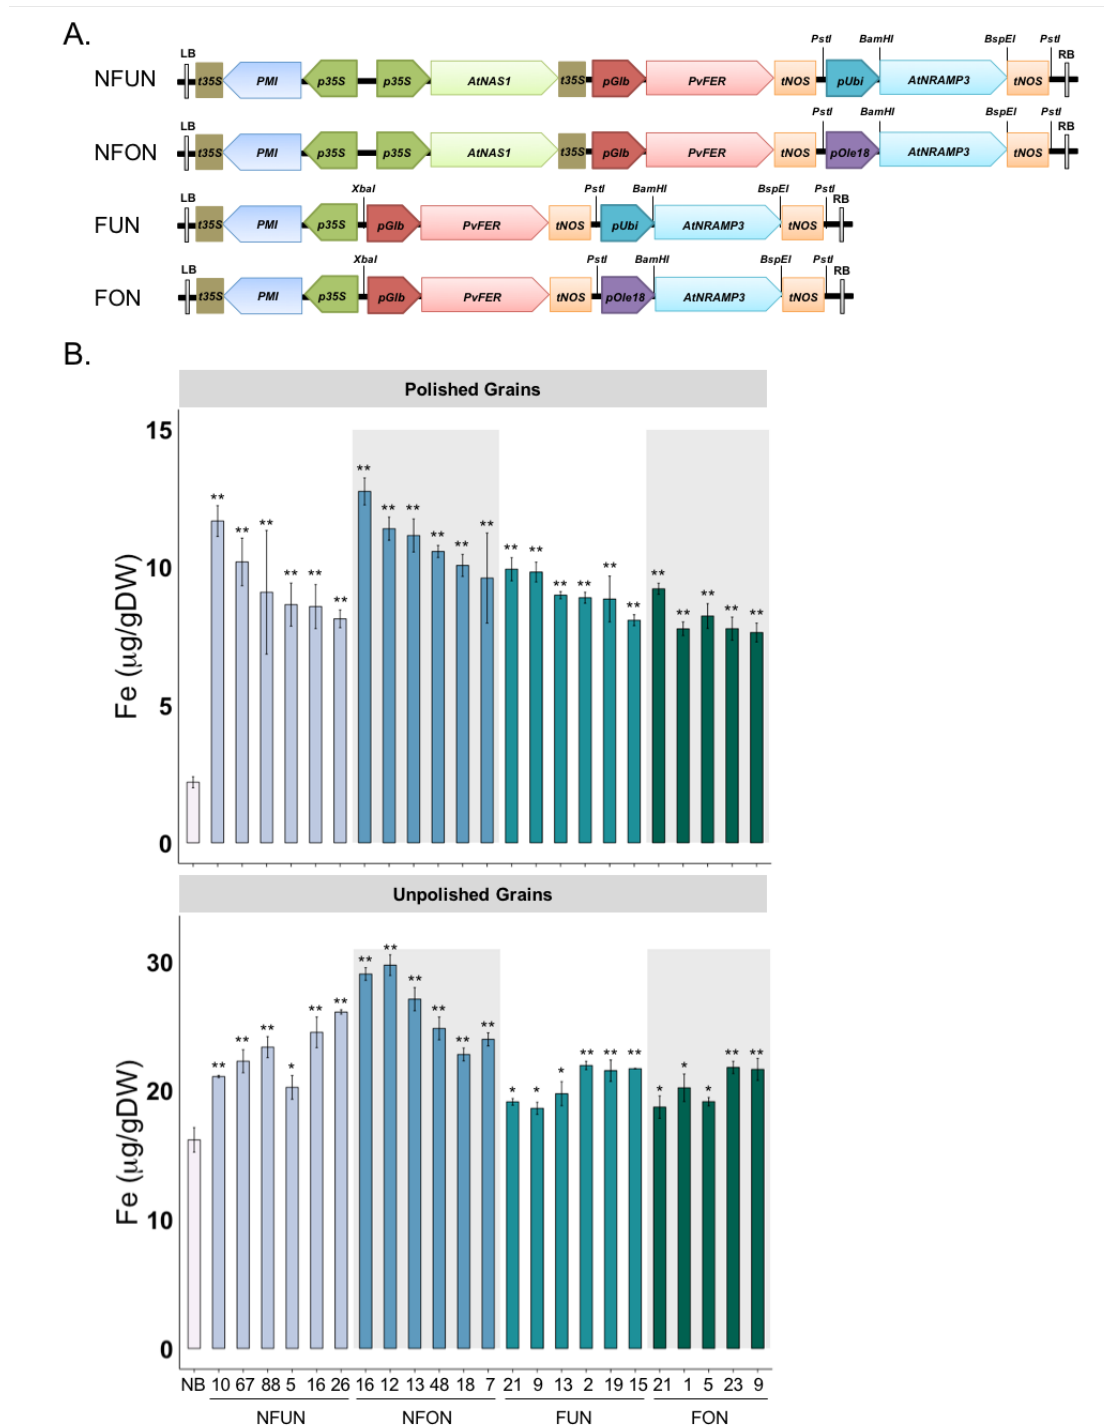 A.
PstI BamHI BspEI PstI
LB RB
NFUN t35S PMI p35S p35S AtNAS1 t35S pGlb PvFER tNOS pUbi AtNRAMP3 tNOS
PstI BamHI BspEI PstI
LB RB
NFON t35S PMI p35S p35S AtNAS1 t35S pGlb PvFER tNOS pOle18 AtNRAMP3 tNOS
XbaI PstI BamHI BspEI PstI
LB RB
FUN t35S PMI p35S pGlb PvFER tNOS pUbi AtNRAMP3 tNOS
XbaI PstI BamHI BspEI PstI
LB RB
FON t35S PMI p35S pGlb PvFER tNOS pOle18 AtNRAMP3 tNOS
B.
Polished Grains
Fe (µg/gDW)
15
10
5
0
** ** ** ** ** ** ** ** ** ** ** ** ** ** ** ** ** ** ** ** ** ** **
Unpolished Grains
Fe (µg/gDW)
30
20
10
0
** ** ** * ** ** ** ** ** ** ** ** * * * ** ** ** * * * ** **
NB 10 67 88 5 16 26 16 12 13 48 18 7 21 9 13 2 19 15 21 1 5 23 9
NFUN NFON FUN FON